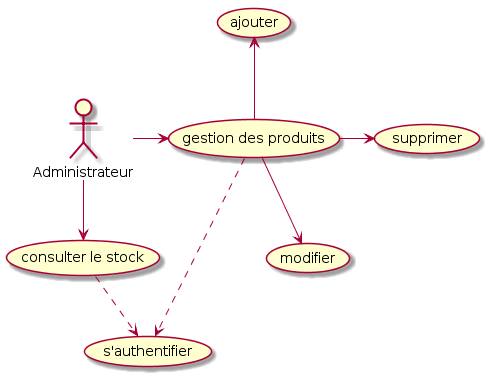 ajouter
gestion des produits
supprimer
Administrateur
consulter le stock
modifier
s'authentifier